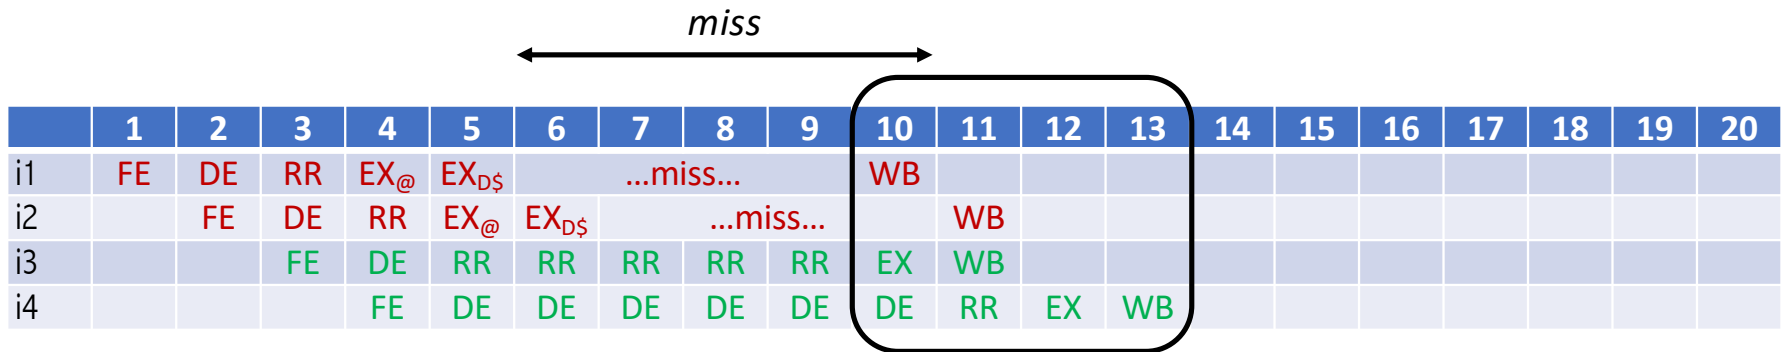 miss
1 2 3 4 5 6 7 8 9 10 11 12 13 14 15 16 17 18 19 20
i1 FE DE RR EX@ EXD$ ...miss... WB
i2 FE DE RR EX@ EXD$ ...miss... WB
i3 FE DE RR RR RR RR RR EX WB
i4 FE DE DE DE DE DE DE RR EX WB